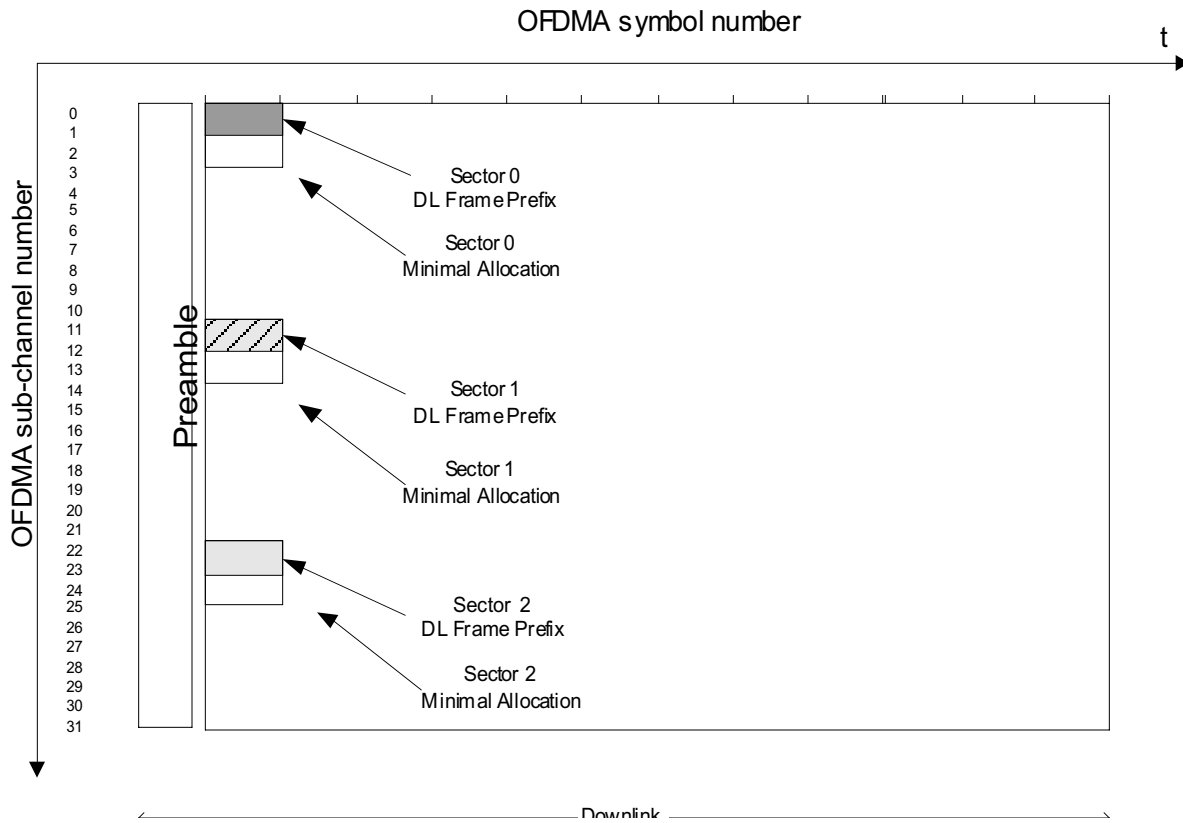 OFDMA symbol number
t
OFDMA sub-channel number
0
1
2
3
4
5
6
7
8
9
10
11
12
13
14
15
16
17
18
19
20
21
22
23
24
25
26
27
28
29
30
31
Preamble
Sector 0
DL Frame Prefix
Sector 0
Minimal Allocation
Sector 1
DL Frame Prefix
Sector 1
Minimal Allocation
Sector 2
DL Frame Prefix
Sector 2
Minimal Allocation
Downlink